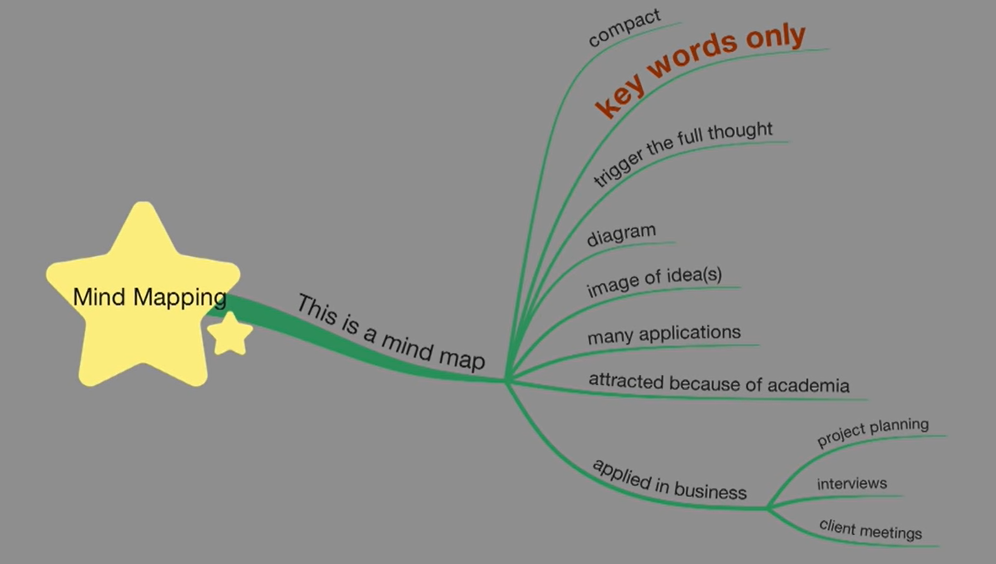 Mind Mapping
This is a mind map
compact
key words only
trigger the full thought
diagram
image of idea(s)
many applications
attracted because of academia
applied in business
project planning
interviews
client meetings